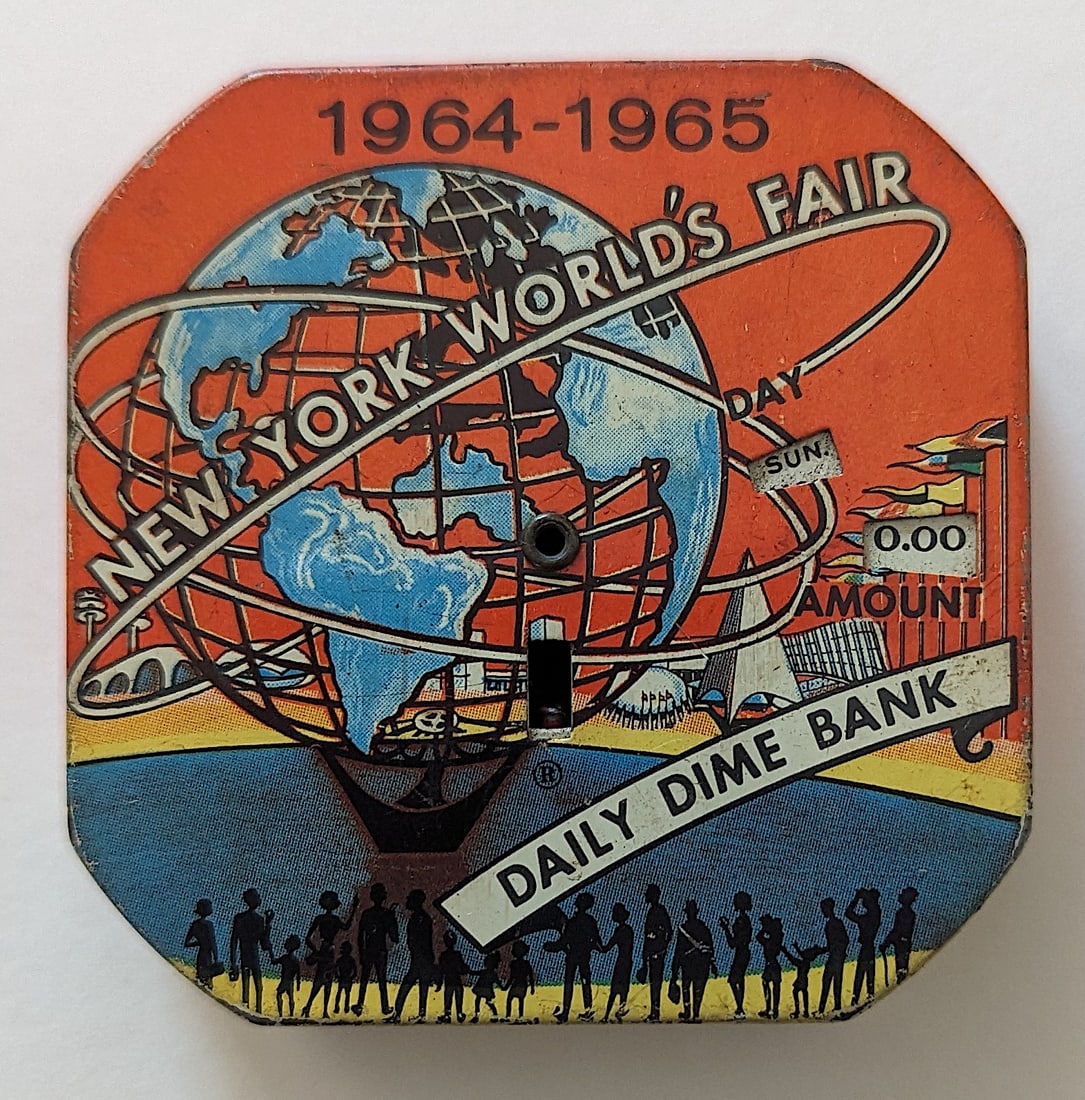 1964-1965
NEW YORK WORLD'S FAIR
DAY
SUN.
0.00
AMOUNT
DAILY DIME BANK
®